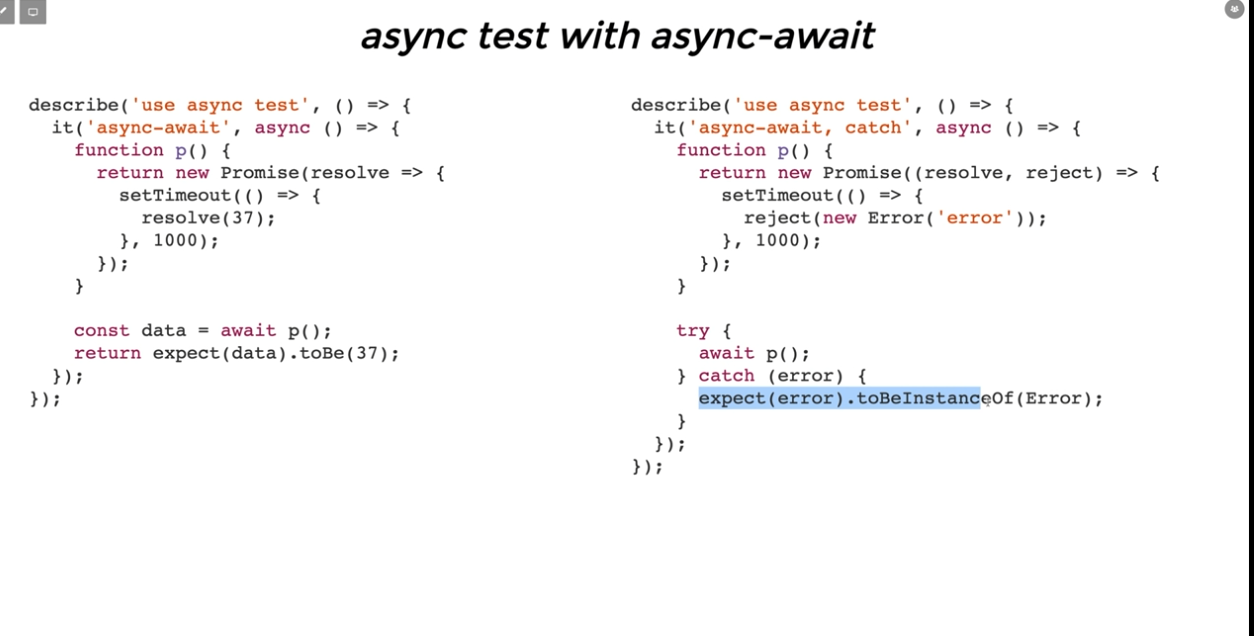 async test with async-await
describe('use async test', () => {
it('async-await', async () => {
function p() {
return new Promise(resolve => {
setTimeout(() => {
resolve(37);
}, 1000);
});
}
const data = await p();
return expect(data).toBe(37);
});
});
describe('use async test', () => {
it('async-await, catch', async () => {
function p() {
return new Promise((resolve, reject) => {
setTimeout(() => {
reject(new Error('error'));
}, 1000);
});
}
try {
await p();
} catch (error) {
expect(error).toBeInstanceOf(Error);
}
});
});